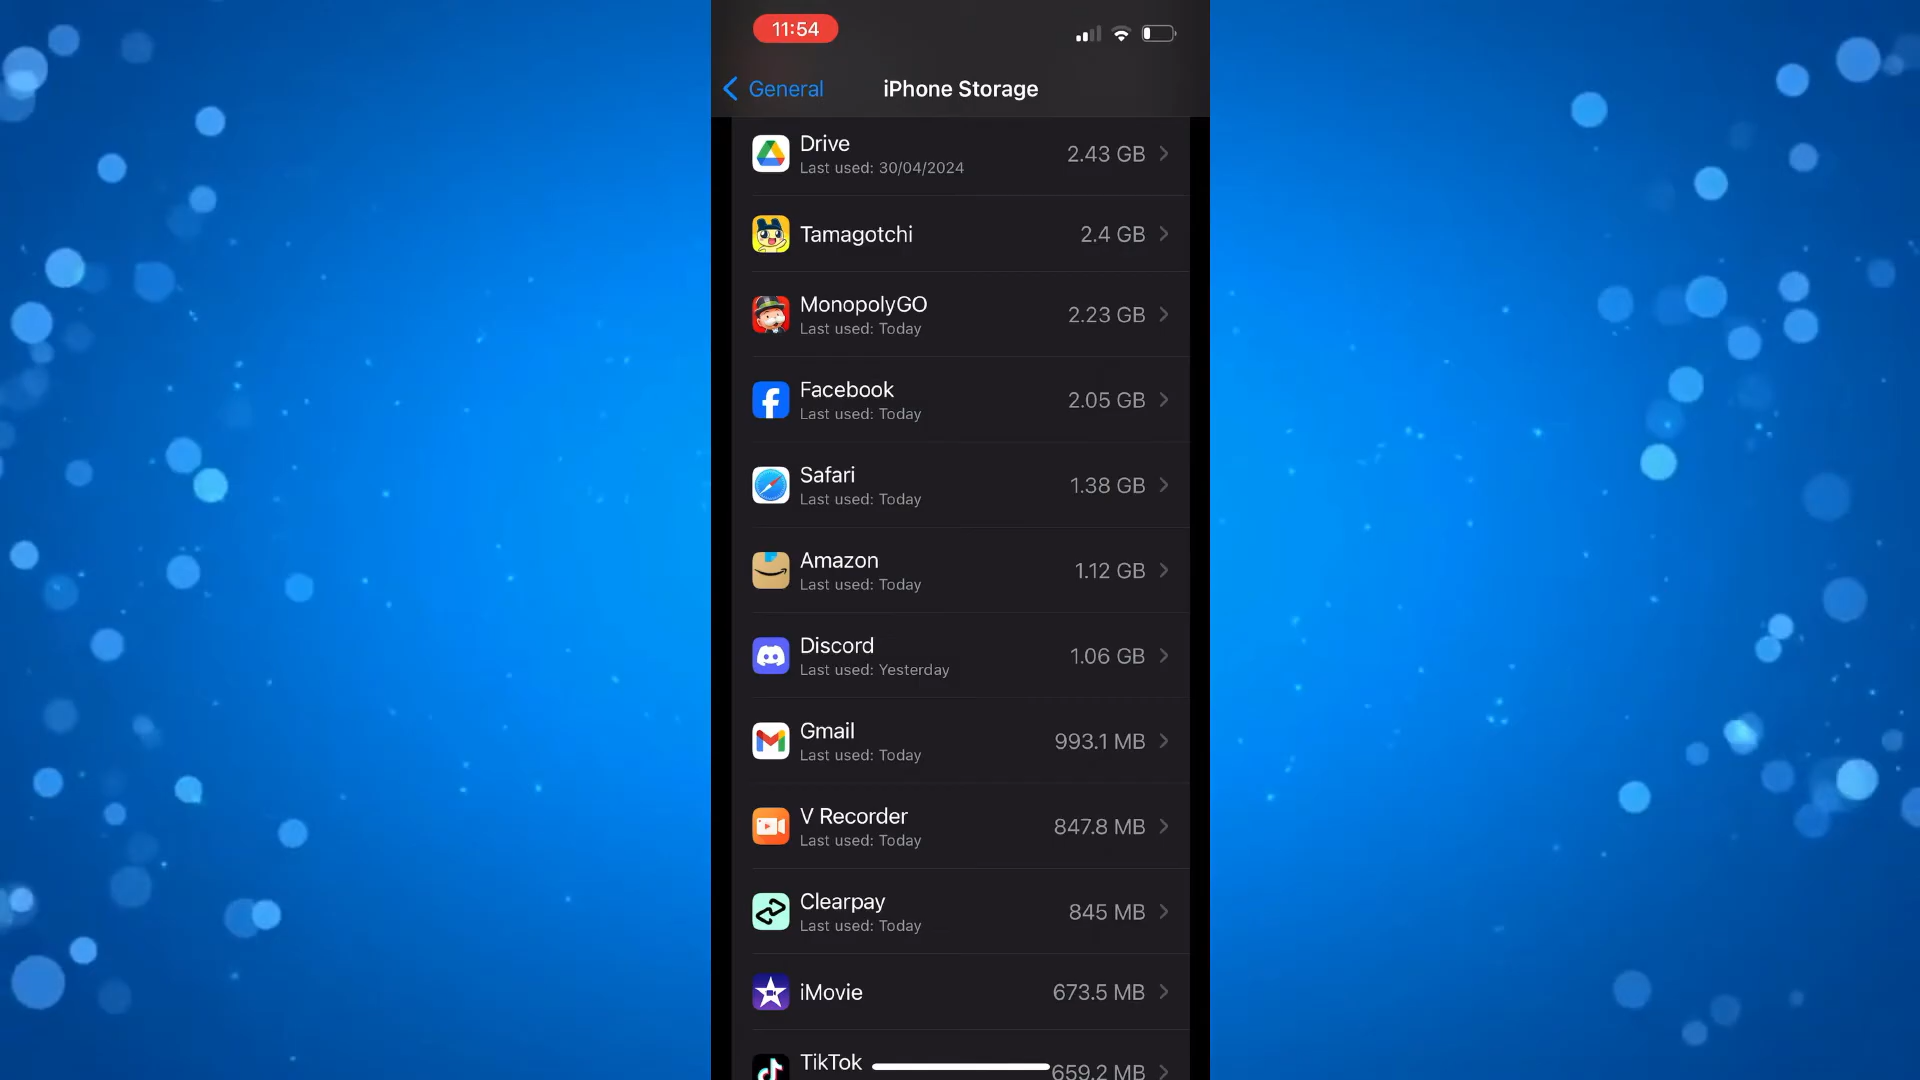 11:54
General
iPhone Storage
Drive
Last used: 30/04/2024
2.43 GB
Tamagotchi
2.4 GB
MonopolyGO
Last used: Today
2.23 GB
Facebook
Last used: Today
2.05 GB
Safari
Last used: Today
1.38 GB
Amazon
Last used: Today
1.12 GB
Discord
Last used: Yesterday
1.06 GB
Gmail
Last used: Today
993.1 MB
V Recorder
Last used: Today
847.8 MB
Clearpay
Last used: Today
845 MB
iMovie
673.5 MB
TikTok
659.2 MB